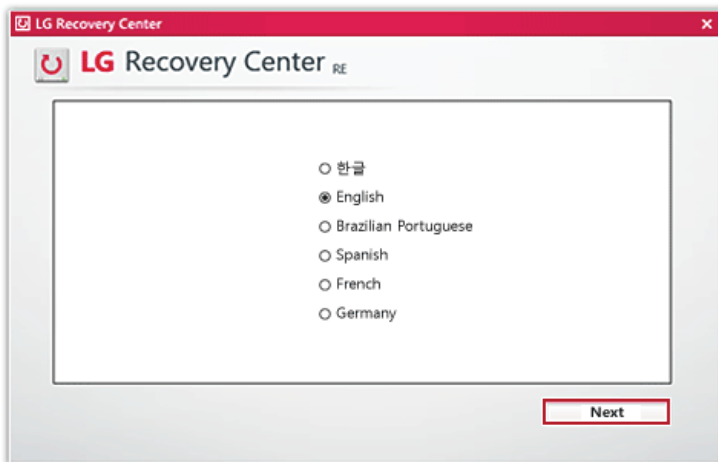 LG Recovery Center
LG Recovery Center RE
한글
English
Brazilian Portuguese
Spanish
French
Germany
Next